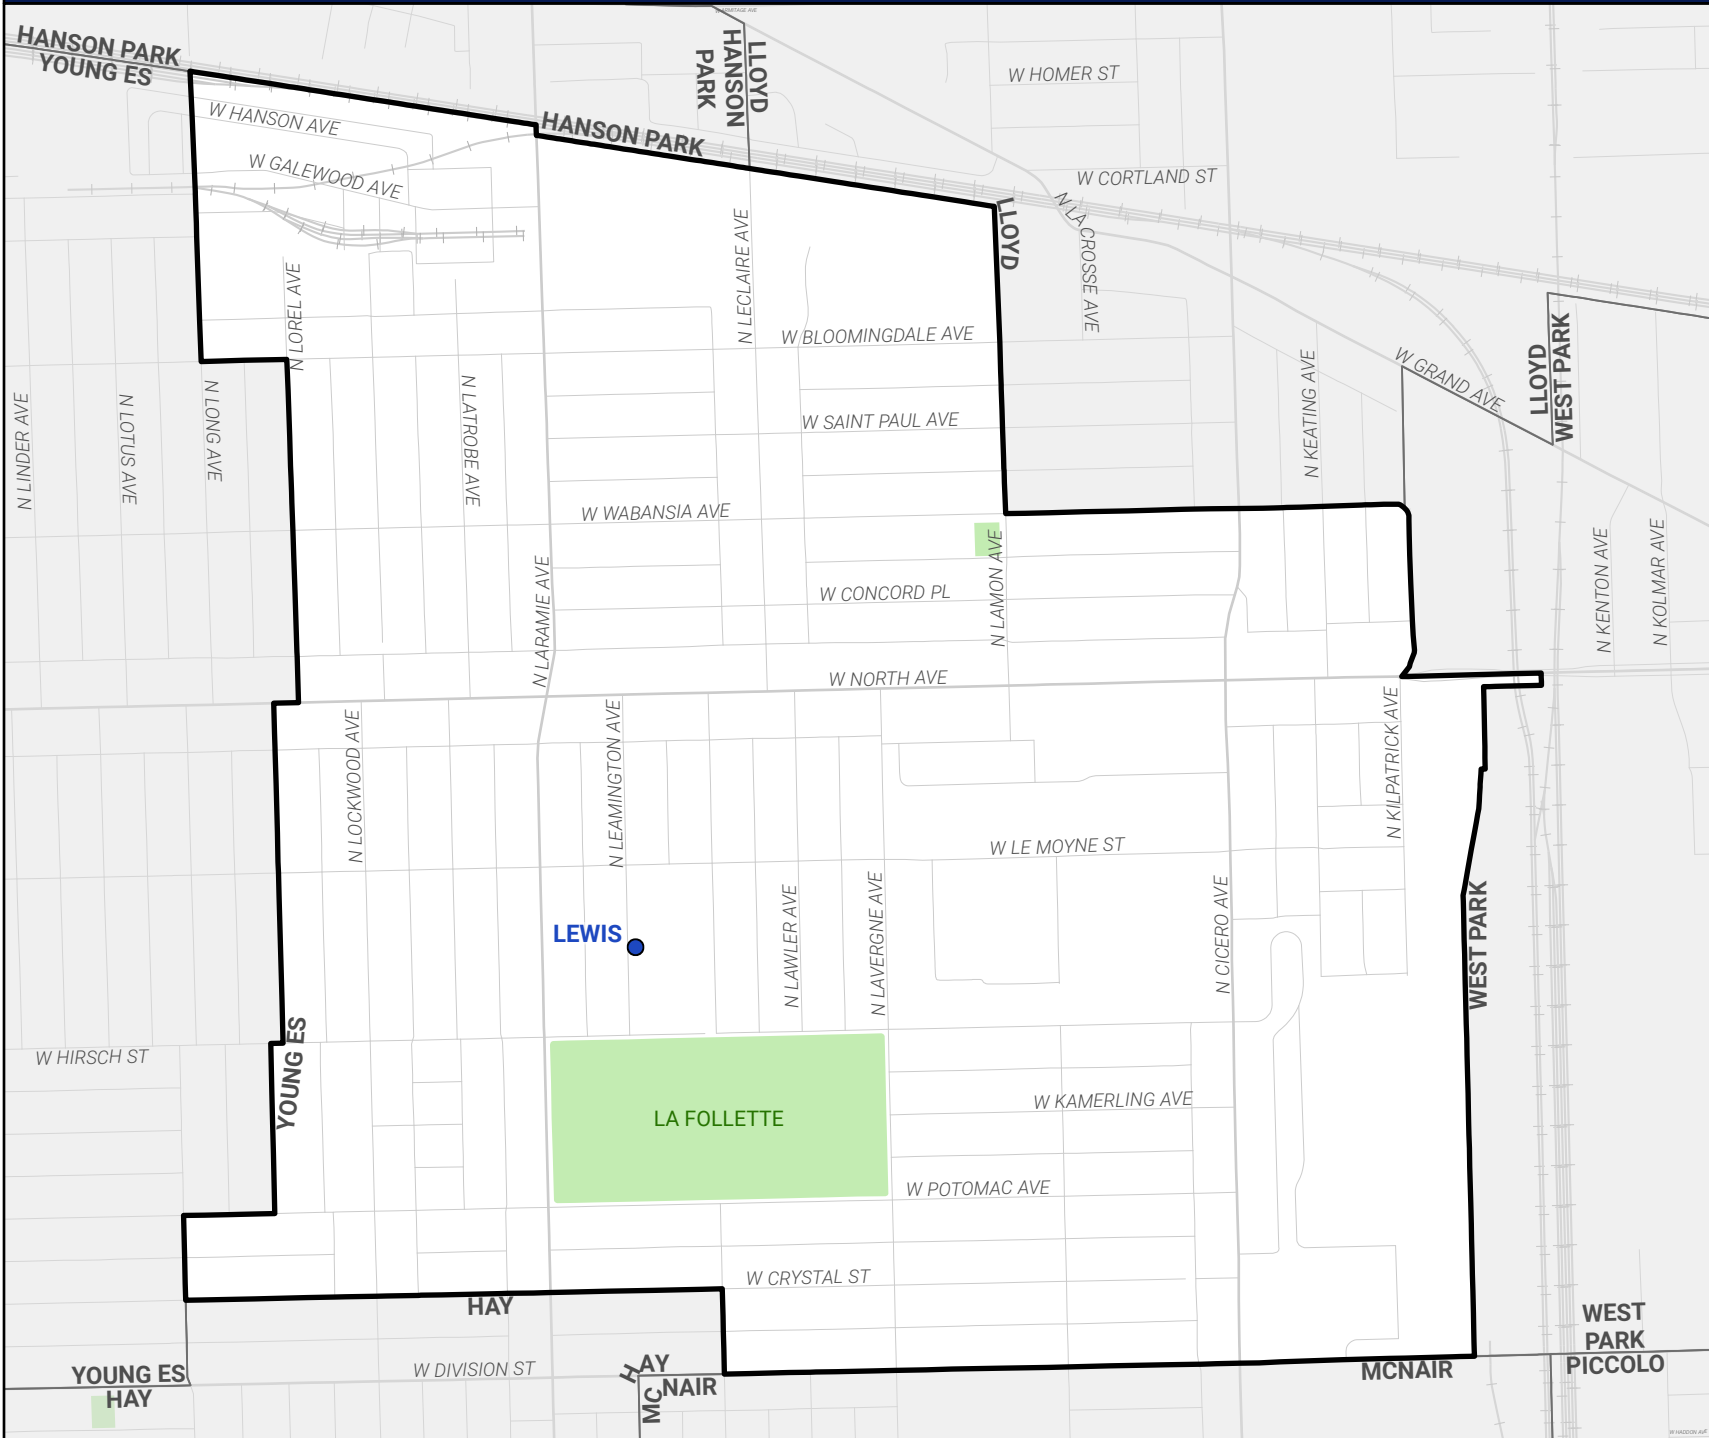 W ARMITAGE AVE
HANSON PARK
YOUNG ES
HANSON
PARK
LLOYD
W HOMER ST
W HANSON AVE
HANSON PARK
W GALEWOOD AVE
W CORTLAND ST
N LA CROSSE AVE
LLOYD
N LECLAIRE AVE
N LOREL AVE
W BLOOMINGDALE AVE
LLOYD
WEST PARK
W GRAND AVE
N KEATING AVE
N LINDER AVE
N LOTUS AVE
N LONG AVE
N LATROBE AVE
W SAINT PAUL AVE
W WABANSIA AVE
N LARAMIE AVE
W CONCORD PL
N LAMON AVE
N KENTON AVE
N KOLMAR AVE
W NORTH AVE
N LOCKWOOD AVE
N LEAMINGTON AVE
N KILPATRICK AVE
W LE MOYNE ST
LEWIS
N LAWLER AVE
N LAVERGNE AVE
N CICERO AVE
WEST PARK
YOUNG ES
W HIRSCH ST
LA FOLLETTE
W KAMERLING AVE
W POTOMAC AVE
W CRYSTAL ST
HAY
WEST
PARK
PICCOLO
YOUNG ES
HAY
W DIVISION ST
HAY
MCNAIR
MCNAIR
W HADDON AVE